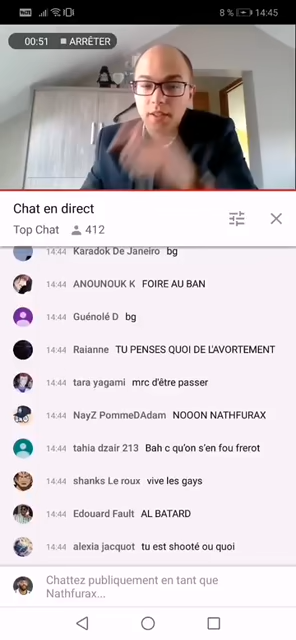 8 % 14:45
00:51 ARRÊTER
Chat en direct
Top Chat 412
14:44 Karadok De Janeiro bg
14:44 ANOUNOUK K FOIRE AU BAN
14:44 Guénolé D bg
14:44 Raianne TU PENSES QUOI DE L'AVORTEMENT
14:44 tara yagami mrc d'être passer
14:44 NayZ PommeDAdam NOOON NATHFURAX
14:44 tahia dzair 213 Bah c qu'on s'en fou frerot
14:44 shanks Le roux vive les gays
14:44 Edouard Fault AL BATARD
14:44 alexia jacquot tu est shooté ou quoi
Chattez publiquement en tant que
Nathfurax...